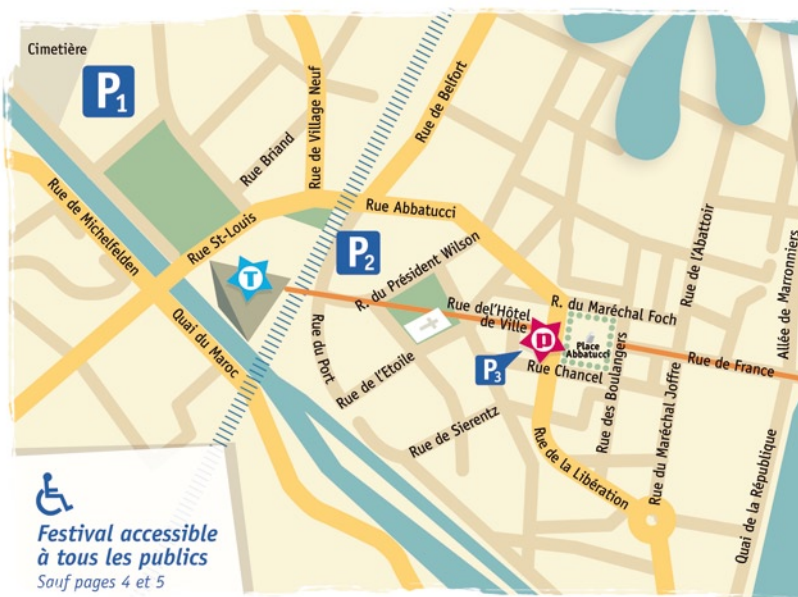 Cimetière
P1
Rue de Village Neuf
Rue de Belfort
Rue Briand
Rue de Michelfelden
Rue St-Louis
Rue Abbatucci
P2
T
R. du Président Wilson
Rue de l'Abattoir
Allée de Marronniers
Quai du Maroc
Rue du Port
Rue del'Hôtel
de Ville
R. du Maréchal Foch
D
Place
Abbatucci
Rue de France
P3
Rue Chancel
Rue de l'Etoile
Rue des Boulangers
Rue du Maréchal Joffre
Rue de Sierentz
Rue de la Libération
Quai de la République
Festival accessible
à tous les publics
Sauf pages 4 et 5